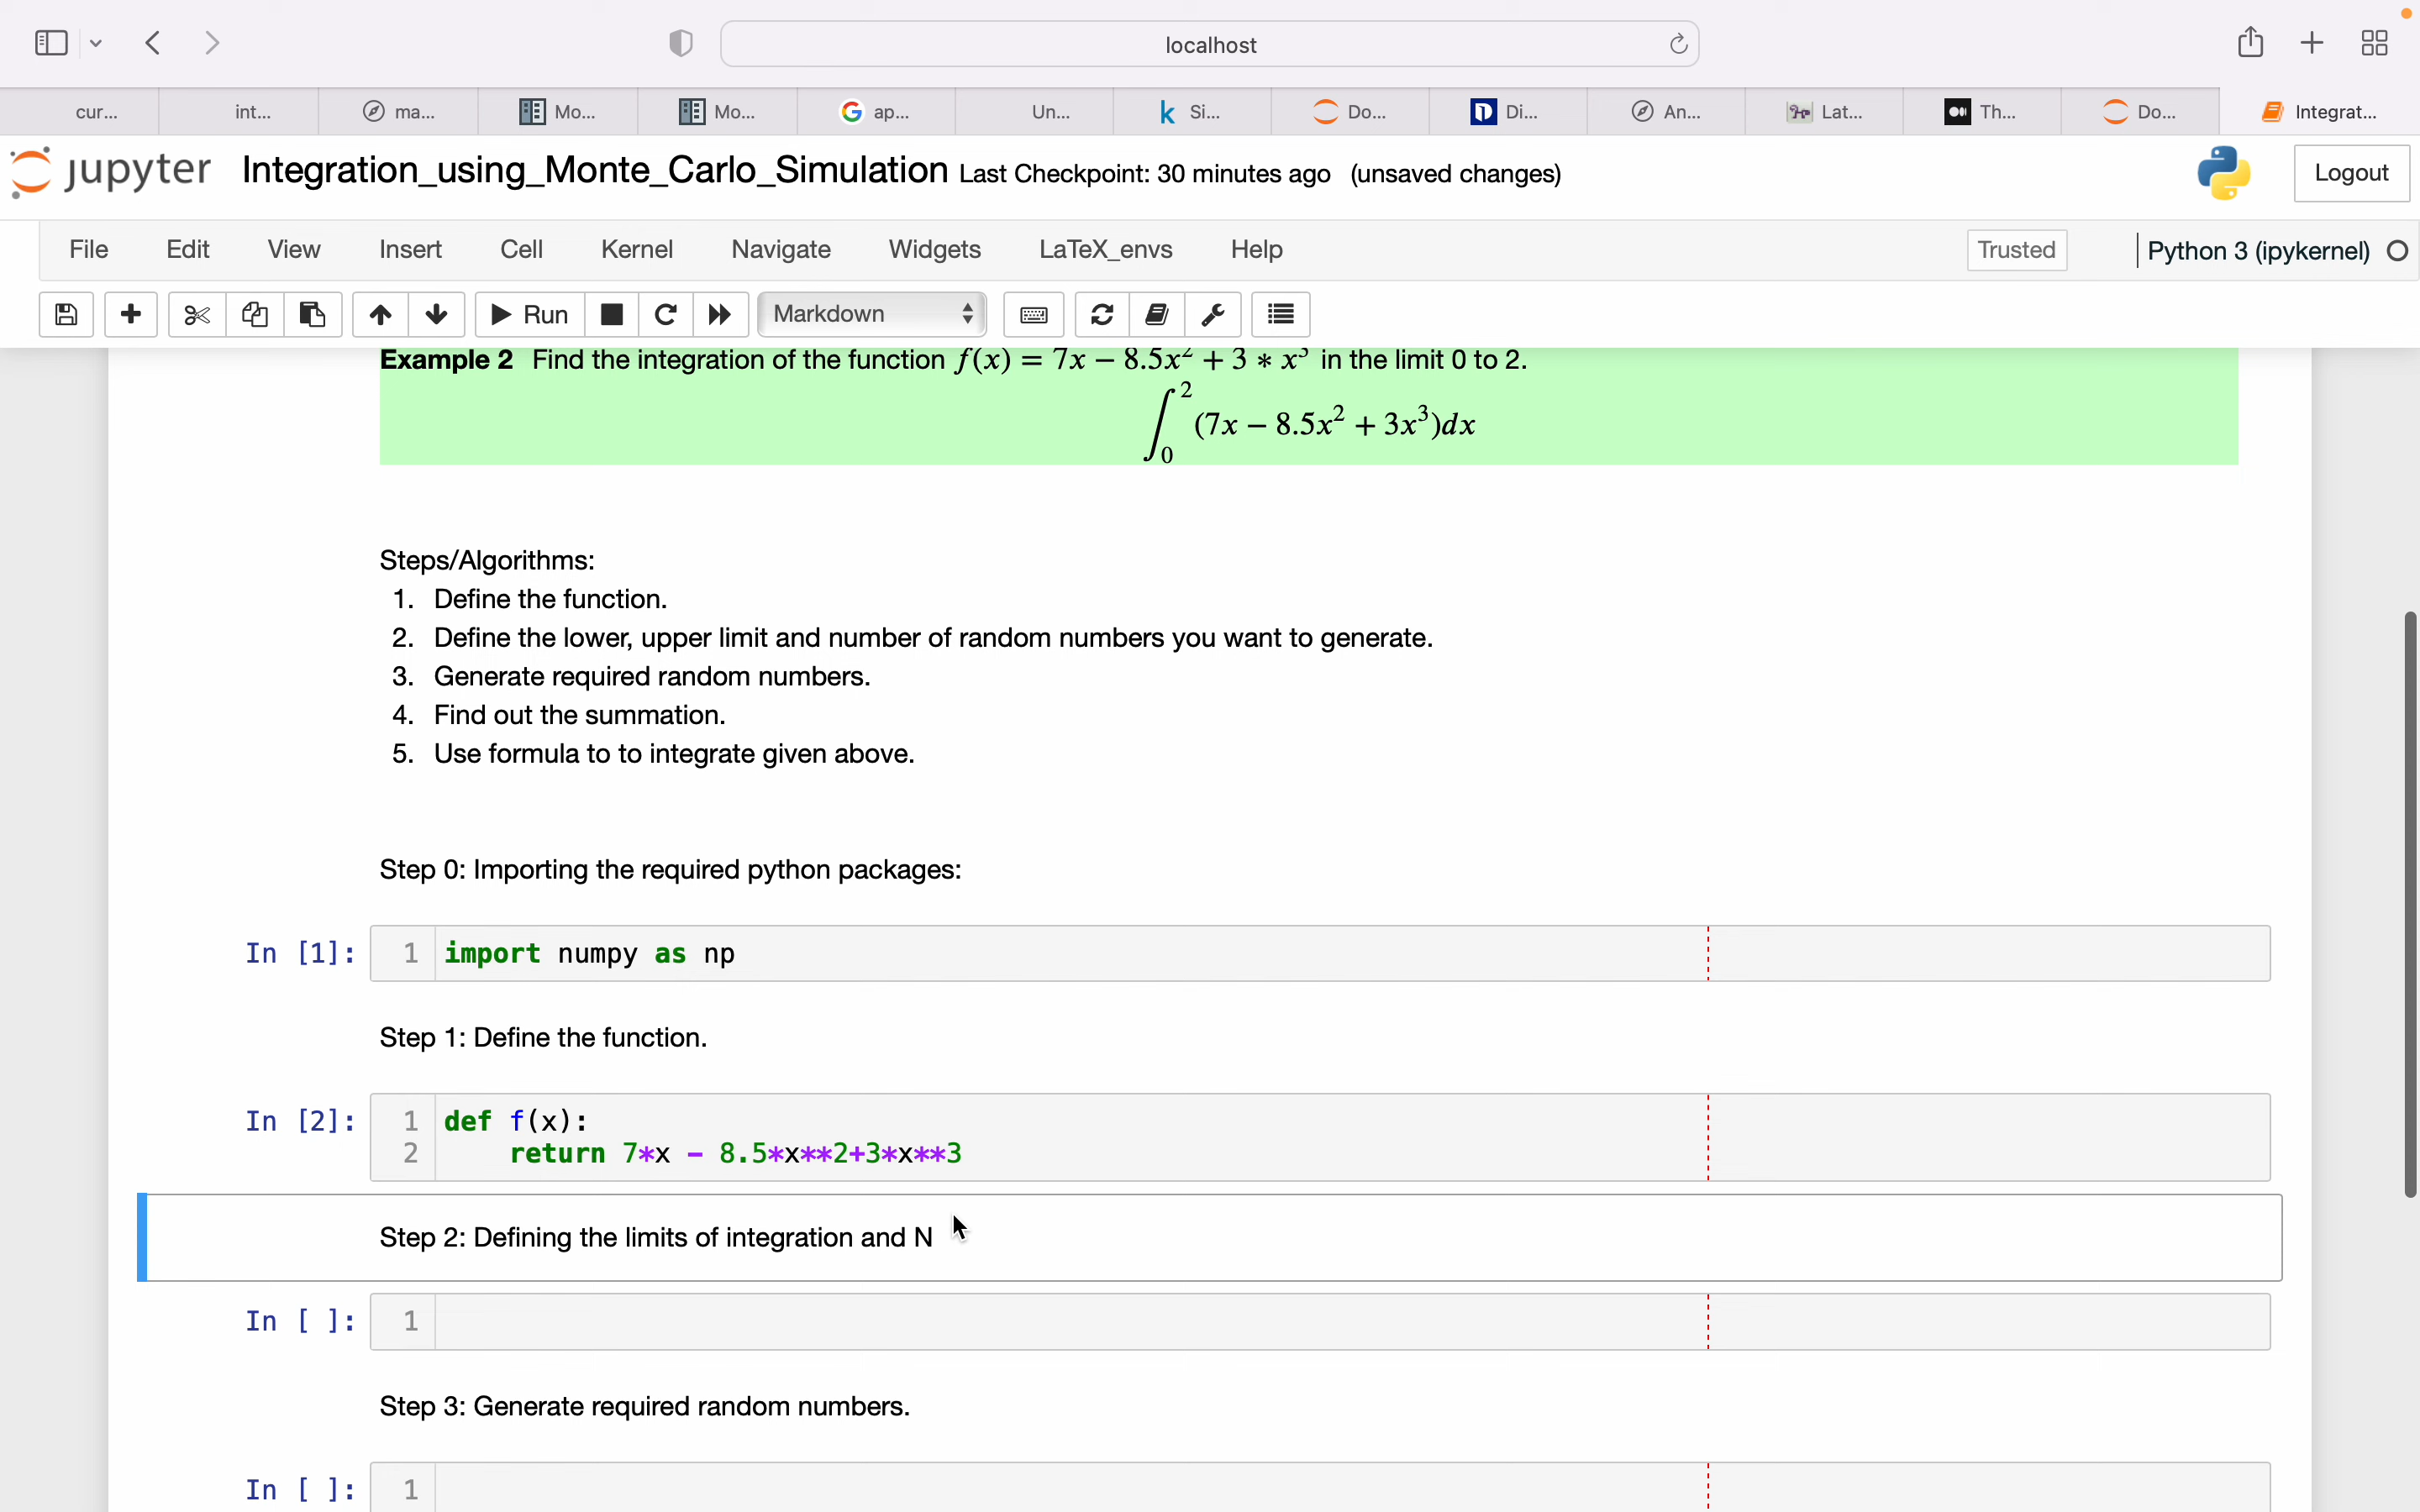 localhost
cur...
int...
ma...
Mo...
Mo...
ap...
Un...
Si...
Do...
Di...
An...
Lat...
Th...
Do...
Integrat...
jupyter Integration_using_Monte_Carlo_Simulation Last Checkpoint: 30 minutes ago (unsaved changes)
Logout
File Edit View Insert Cell Kernel Navigate Widgets LaTeX_envs Help
Trusted
Python 3 (ipykernel)
Run
Markdown
Example 2 Find the integration of the function f(x) = 7x − 8.5x² + 3 * x³ in the limit 0 to 2.
∫₀² (7x − 8.5x² + 3x³)dx
Steps/Algorithms:
1. Define the function.
2. Define the lower, upper limit and number of random numbers you want to generate.
3. Generate required random numbers.
4. Find out the summation.
5. Use formula to to integrate given above.
Step 0: Importing the required python packages:
In [1]: 1 import numpy as np
Step 1: Define the function.
In [2]: 1 def f(x):
2 return 7*x - 8.5*x**2+3*x**3
Step 2: Defining the limits of integration and N
In [ ]: 1
Step 3: Generate required random numbers.
In [ ]: 1